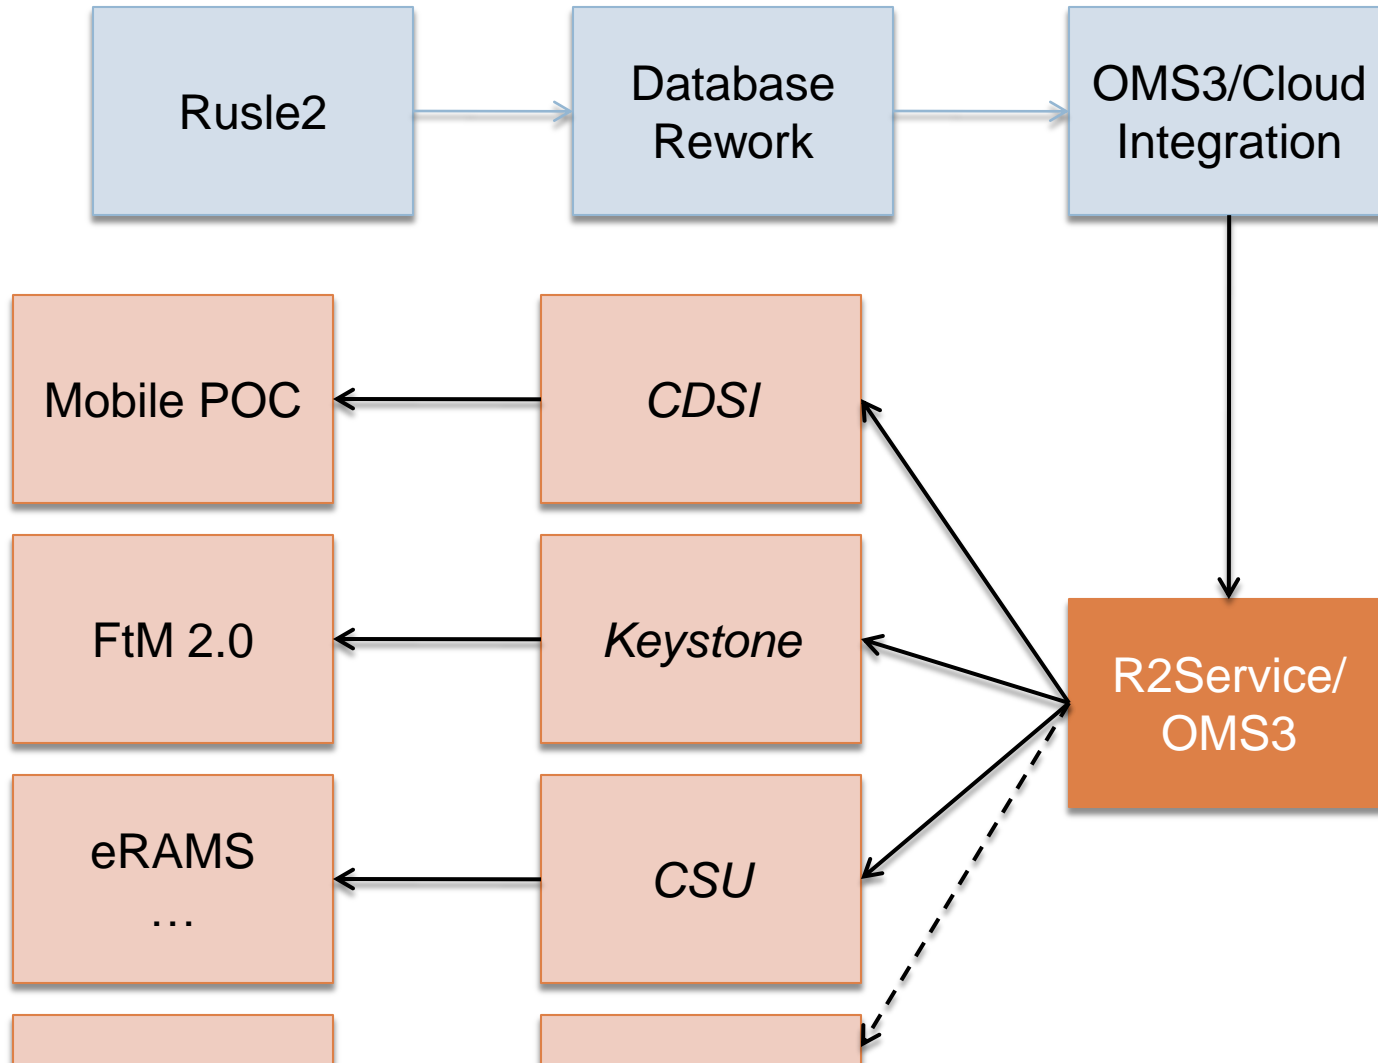 Rusle2
Database
Rework
OMS3/Cloud
Integration
Mobile POC
CDSI
FtM 2.0
Keystone
R2Service/
OMS3
eRAMS
…
CSU